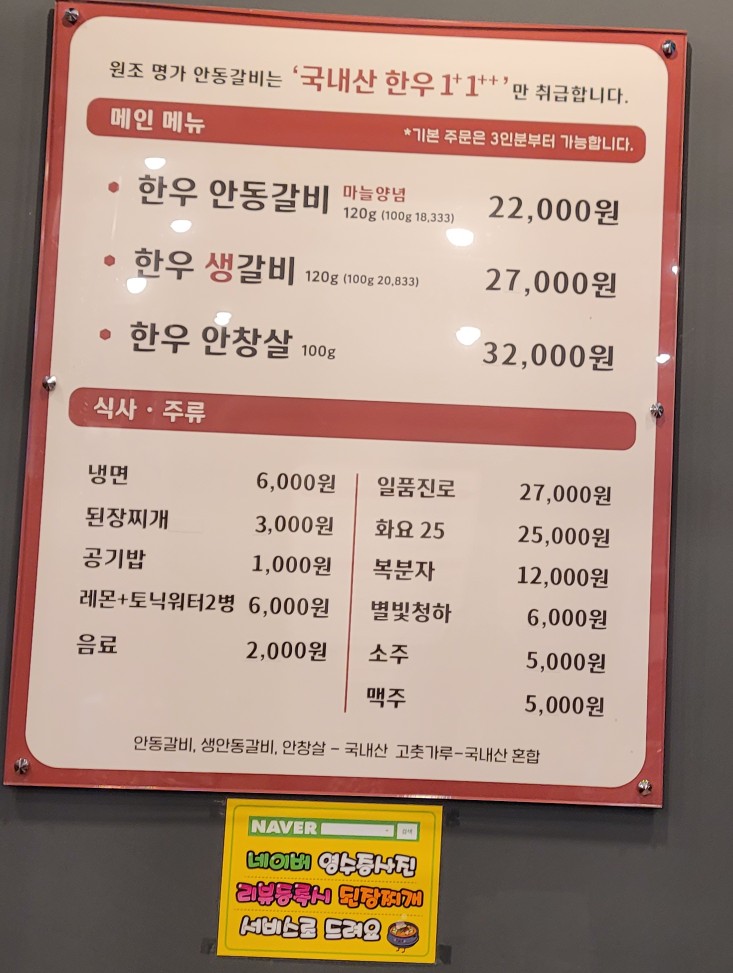 원조 명가 안동갈비는 '국내산 한우 1⁺ 1⁺⁺'만 취급합니다.
메인 메뉴 *기본 주문은 3인분부터 가능합니다.
한우 안동갈비 마늘양념 120g (100g 18,333) 22,000원
한우 생갈비 120g (100g 20,833) 27,000원
한우 안창살 100g 32,000원
식사 · 주류
냉면 6,000원
된장찌개 3,000원
공기밥 1,000원
레몬+토닉워터2병 6,000원
음료 2,000원
일품진로 27,000원
화요 25 25,000원
복분자 12,000원
별빛청하 6,000원
소주 5,000원
맥주 5,000원
안동갈비, 생안동갈비, 안창살 - 국내산 고춧가루-국내산 혼합
NAVER 검색
네이버 영수증사진
리뷰등록시 된장찌개
서비스로 드려요